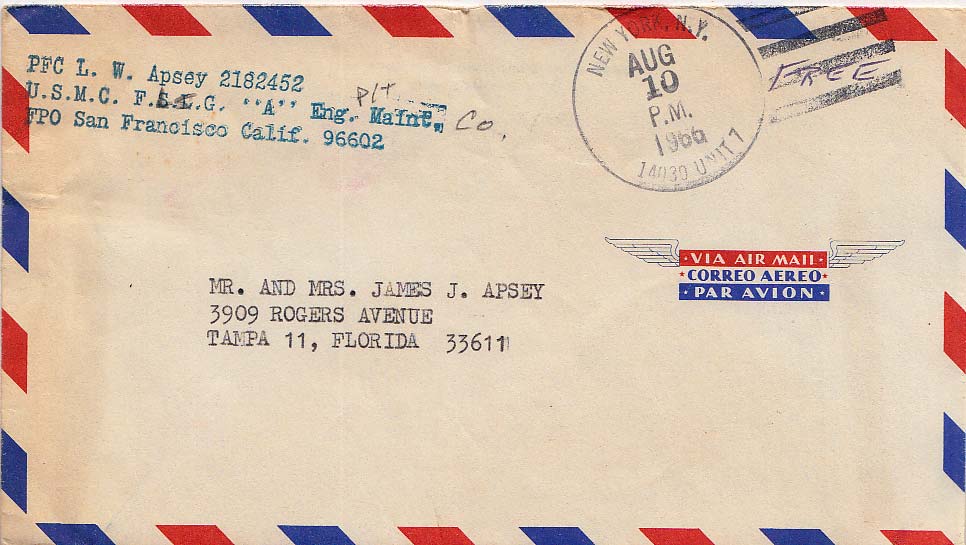 PFC L. W. Apsey 2182452
U.S.M.C. F.S.L.G. "A" Eng. Plt Maint. Co.
FPO San Francisco Calif. 96602
NEW YORK, N.Y.
AUG
10
P.M.
1966
14030 UNIT 1
FREE
VIA AIR MAIL
CORREO AEREO
PAR AVION
MR. AND MRS. JAMES J. APSEY
3909 ROGERS AVENUE
TAMPA 11, FLORIDA 33611